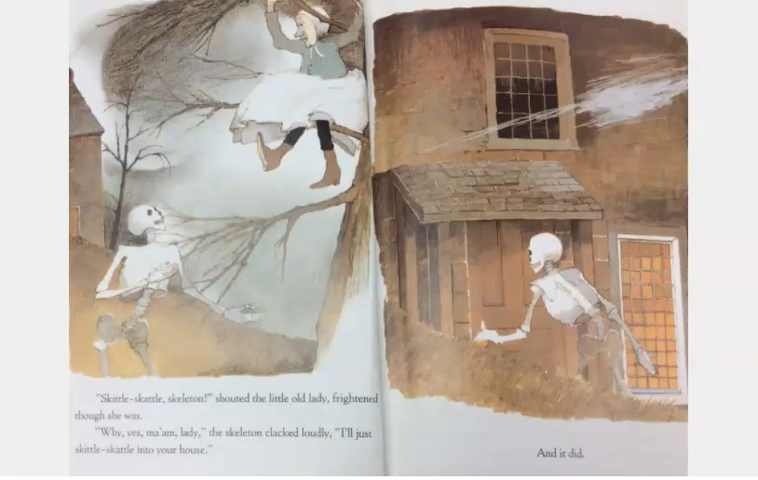 "Skittle-skattle, skeleton!" shouted the little old lady, frightened
though she was.
"Why, yes, ma'am, lady," the skeleton clacked loudly, "I'll just
skittle-skattle into your house."
And it did.